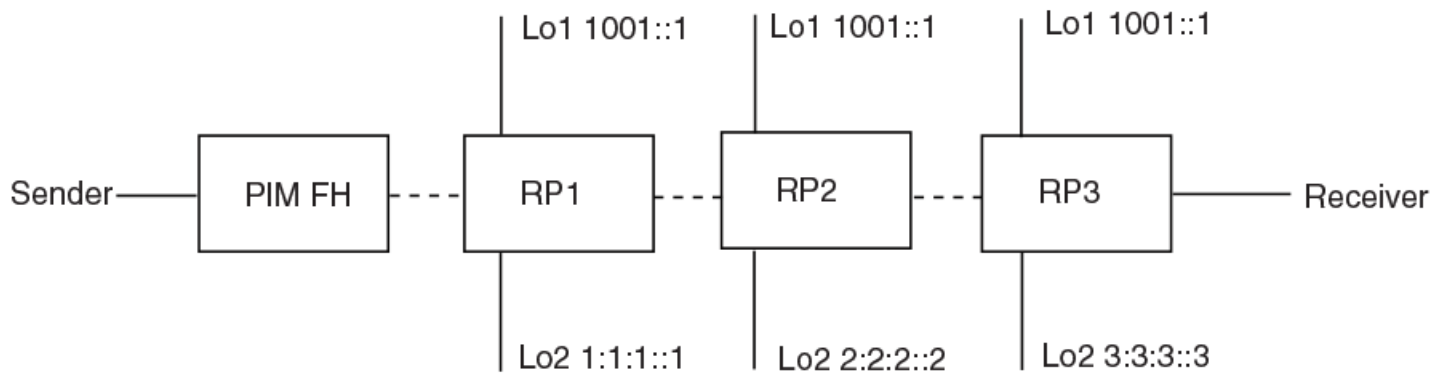 Lo1 1001::1
Lo1 1001::1
Lo1 1001::1
Sender
PIM FH
RP1
RP2
RP3
Receiver
Lo2 1:1:1::1
Lo2 2:2:2::2
Lo2 3:3:3::3